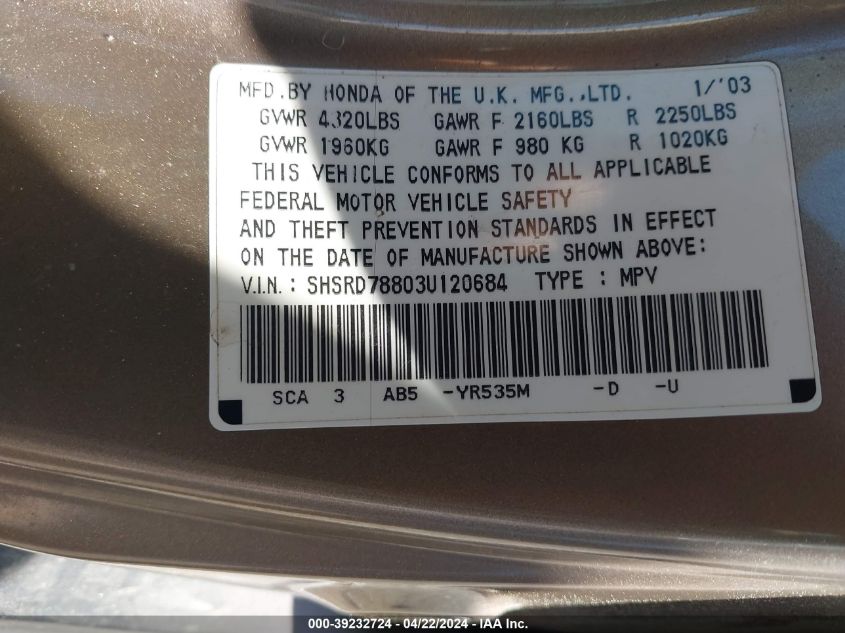 MFD.BY HONDA OF THE U.K. MFG.,LTD. 1/'03
GVWR 4320LBS GAWR F 2160LBS R 2250LBS
GVWR 1960KG GAWR F 980 KG R 1020KG
THIS VEHICLE CONFORMS TO ALL APPLICABLE
FEDERAL MOTOR VEHICLE SAFETY
AND THEFT PREVENTION STANDARDS IN EFFECT
ON THE DATE OF MANUFACTURE SHOWN ABOVE:
V.I.N.: SHSRD78803U120684 TYPE : MPV
SCA 3 AB5 -YR535M -D -U
000-39232724 - 04/22/2024 - IAA Inc.